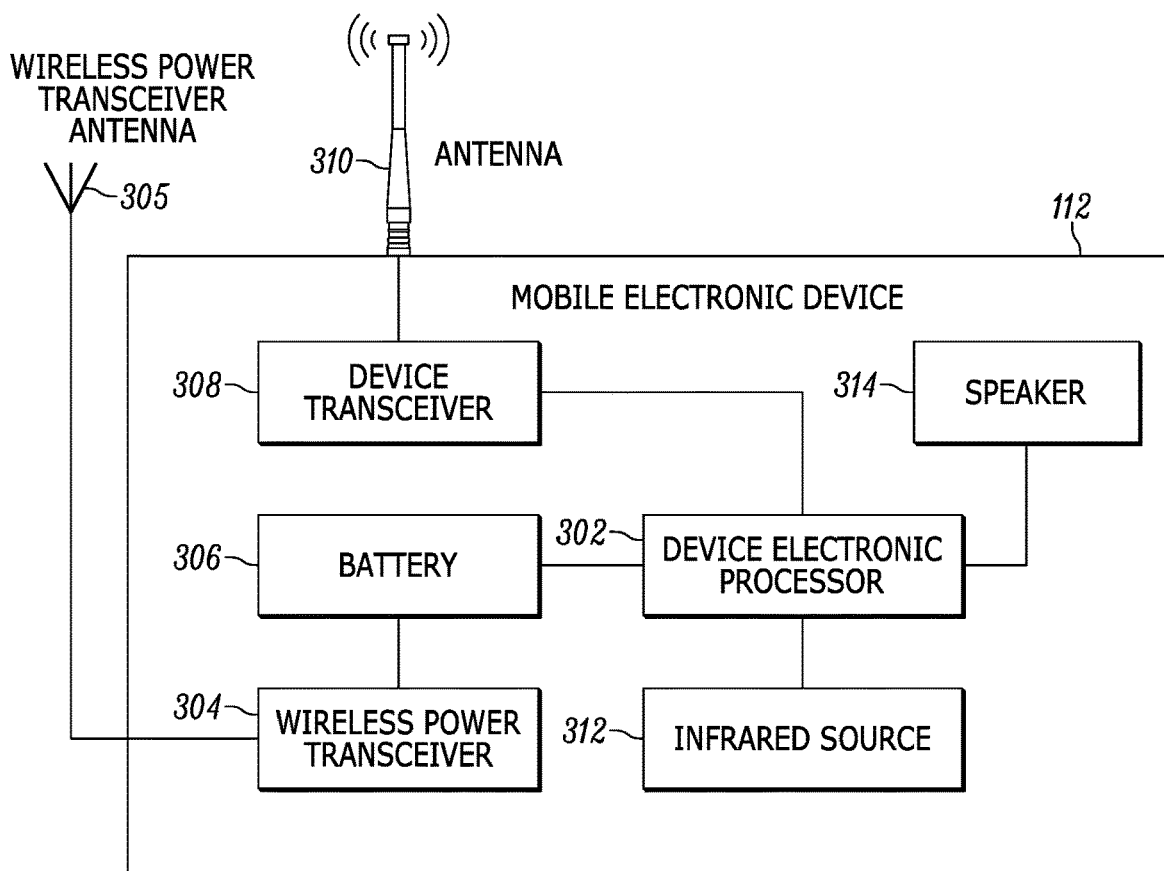 WIRELESS POWER
TRANSCEIVER
ANTENNA
305
310
ANTENNA
112
MOBILE ELECTRONIC DEVICE
308
DEVICE
TRANSCEIVER
314
SPEAKER
306
BATTERY
302
DEVICE ELECTRONIC
PROCESSOR
304
WIRELESS POWER
TRANSCEIVER
312
INFRARED SOURCE